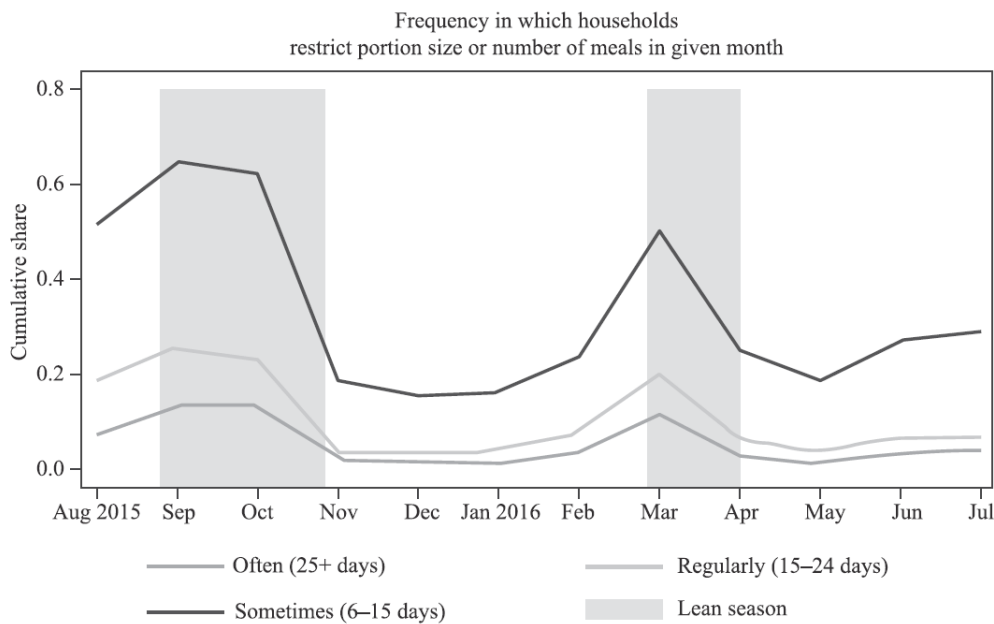 Frequency in which households
restrict portion size or number of meals in given month
Cumulative share
0.8
0.6
0.4
0.2
0.0
Aug 2015 Sep Oct Nov Dec Jan 2016 Feb Mar Apr May Jun Jul
Often (25+ days) Regularly (15–24 days)
Sometimes (6–15 days) Lean season